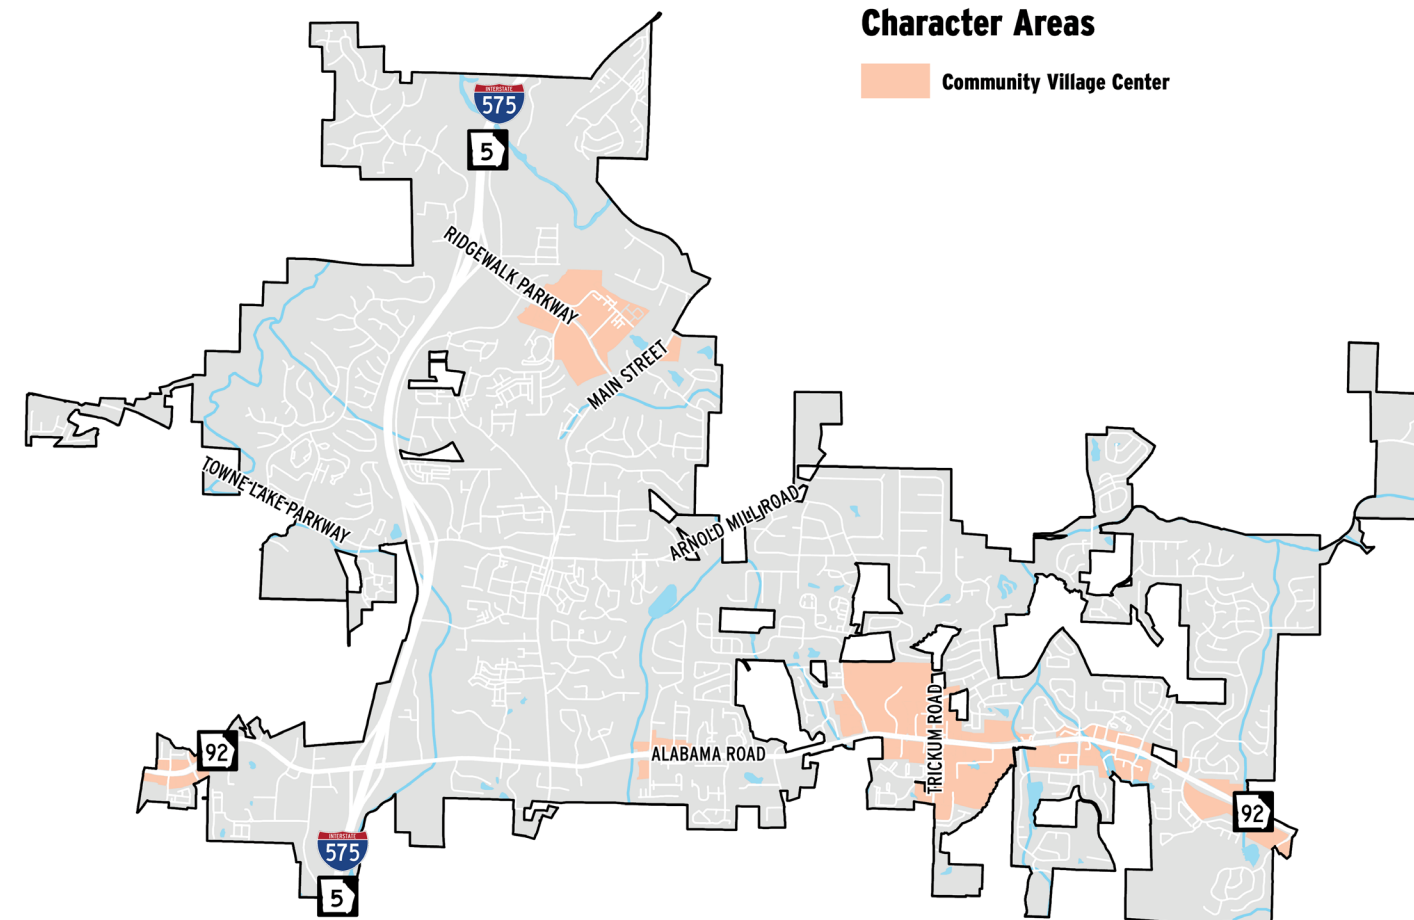 Character Areas
Community Village Center
INTERSTATE
575
5
RIDGEWALK PARKWAY
MAIN STREET
TOWNE LAKE PARKWAY
ARNOLD MILL ROAD
TRICKUM ROAD
92
ALABAMA ROAD
92
INTERSTATE
575
5